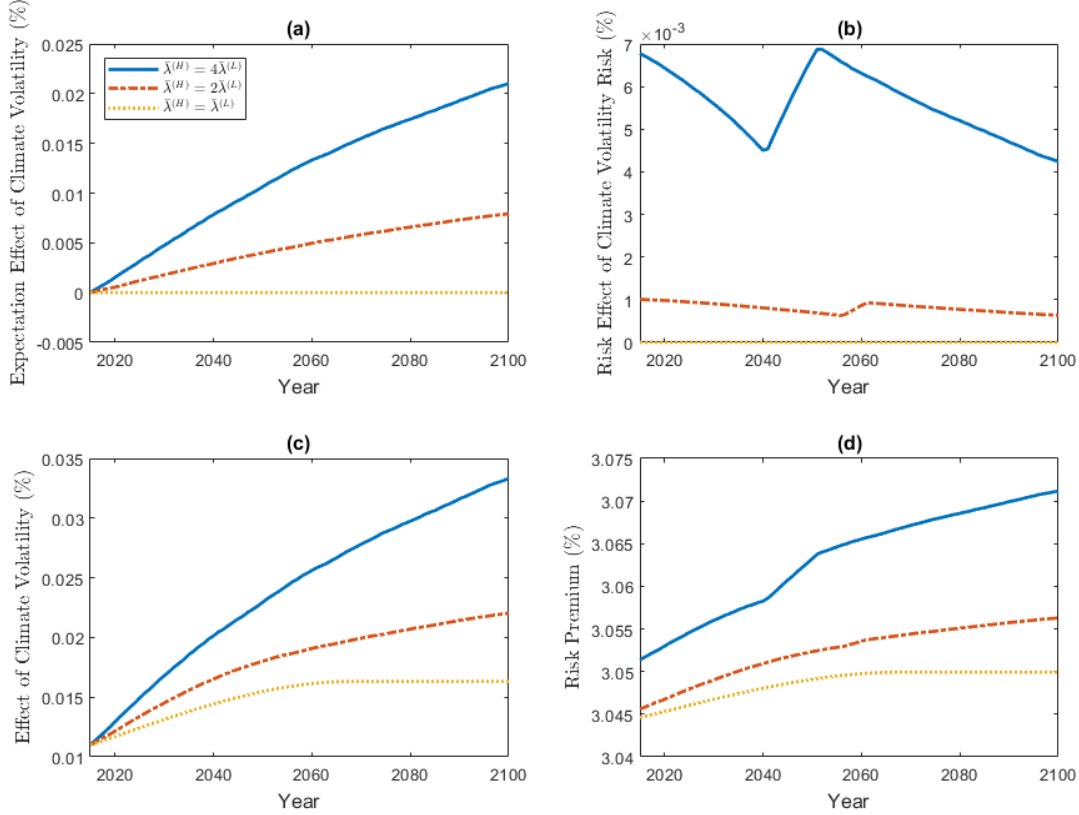 (a)
Expectation Effect of Climate Volatility (%)
0.025
0.02
0.015
0.01
0.005
0
-0.005
λ̄^(H) = 4λ̄^(L)
λ̄^(H) = 2λ̄^(L)
λ̄^(H) = λ̄^(L)
2020 2040 2060 2080 2100
Year
(b)
×10^-3
Risk Effect of Climate Volatility Risk (%)
7
6
5
4
3
2
1
0
2020 2040 2060 2080 2100
Year
(c)
Effect of Climate Volatility (%)
0.035
0.03
0.025
0.02
0.015
0.01
2020 2040 2060 2080 2100
Year
(d)
Risk Premium (%)
3.075
3.07
3.065
3.06
3.055
3.05
3.045
3.04
2020 2040 2060 2080 2100
Year